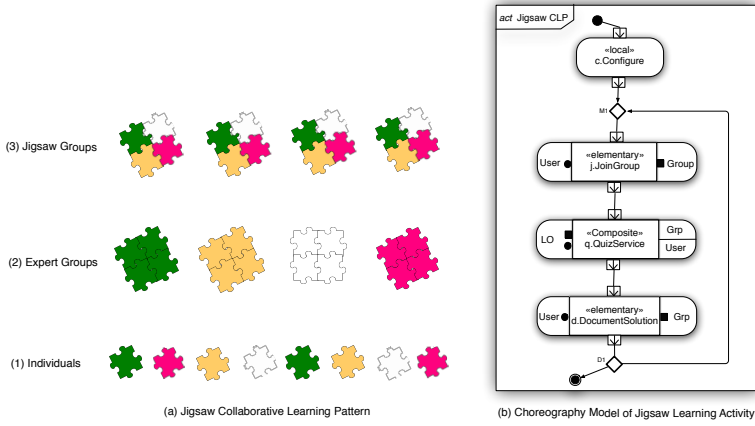 (3) Jigsaw Groups
(2) Expert Groups
(1) Individuals
(a) Jigsaw Collaborative Learning Pattern
act Jigsaw CLP
«local»
c.Configure
M1
User
«elementary»
j.JoinGroup
Group
LO
«Composite»
q.QuizService
Grp
User
User
«elementary»
d.DocumentSolution
Grp
D1
(b) Choreography Model of Jigsaw Learning Activity